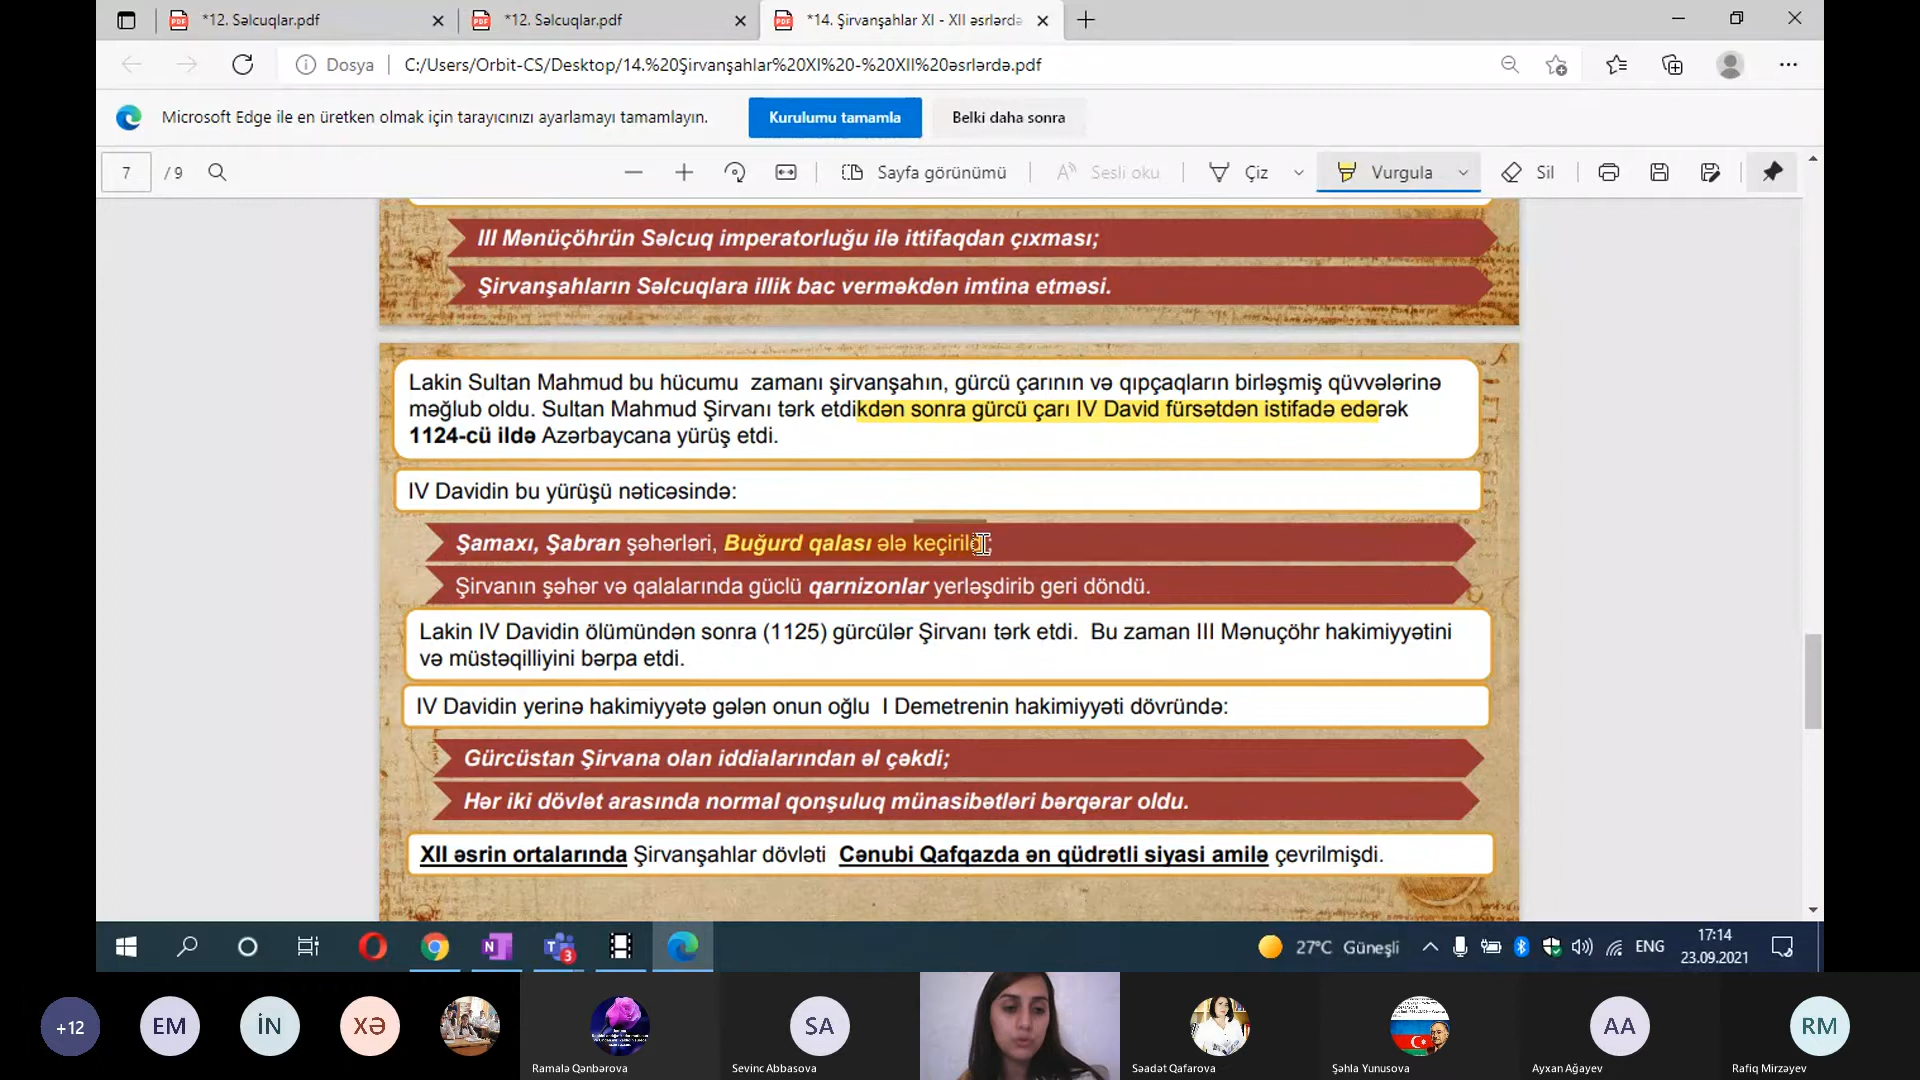 *12. Səlcuqlar.pdf
*12. Səlcuqlar.pdf
*14. Şirvanşahlar XI - XII əsrlərdə
Dosya
C:/Users/Orbit-CS/Desktop/14.%20Şirvanşahlar%20XI%20-%20XII%20əsrlərdə.pdf
Microsoft Edge ile en üretken olmak için tarayıcınızı ayarlamayı tamamlayın.
Kurulumu tamamla
Belki daha sonra
7 / 9
Sayfa görünümü
Sesli oku
Çiz
Vurgula
Sil
III Mənüçöhrün Səlcuq imperatorluğu ilə ittifaqdan çıxması;
Şirvanşahların Səlcuqlara illik bac verməkdən imtina etməsi.
Lakin Sultan Mahmud bu hücumu zamanı şirvanşahın, gürcü çarının və qıpçaqların birləşmiş qüvvələrinə
məğlub oldu. Sultan Mahmud Şirvanı tərk etdikdən sonra gürcü çarı IV David fürsətdən istifadə edərək
1124-cü ildə Azərbaycana yürüş etdi.
IV Davidin bu yürüşü nəticəsində:
Şamaxı, Şabran şəhərləri, Buğurd qalası ələ keçirildi;
Şirvanın şəhər və qalalarında güclü qarnizonlar yerləşdirib geri döndü.
Lakin IV Davidin ölümündən sonra (1125) gürcülər Şirvanı tərk etdi. Bu zaman III Mənuçöhr hakimiyyətini
və müstəqilliyini bərpa etdi.
IV Davidin yerinə hakimiyyətə gələn onun oğlu I Demetrenin hakimiyyəti dövründə:
Gürcüstan Şirvana olan iddialarından əl çəkdi;
Hər iki dövlət arasında normal qonşuluq münasibətləri bərqərar oldu.
XII əsrin ortalarında Şirvanşahlar dövləti Cənubi Qafqazda ən qüdrətli siyasi amilə çevrilmişdi.
3
27°C Güneşli
ENG
17:14
23.09.2021
+12
EM
İN
XƏ
SA
AA
RM
Ramalə Qənbərova
Sevinc Abbasova
Səadət Qafarova
Şəhla Yunusova
Ayxan Ağayev
Rafiq Mirzəyev